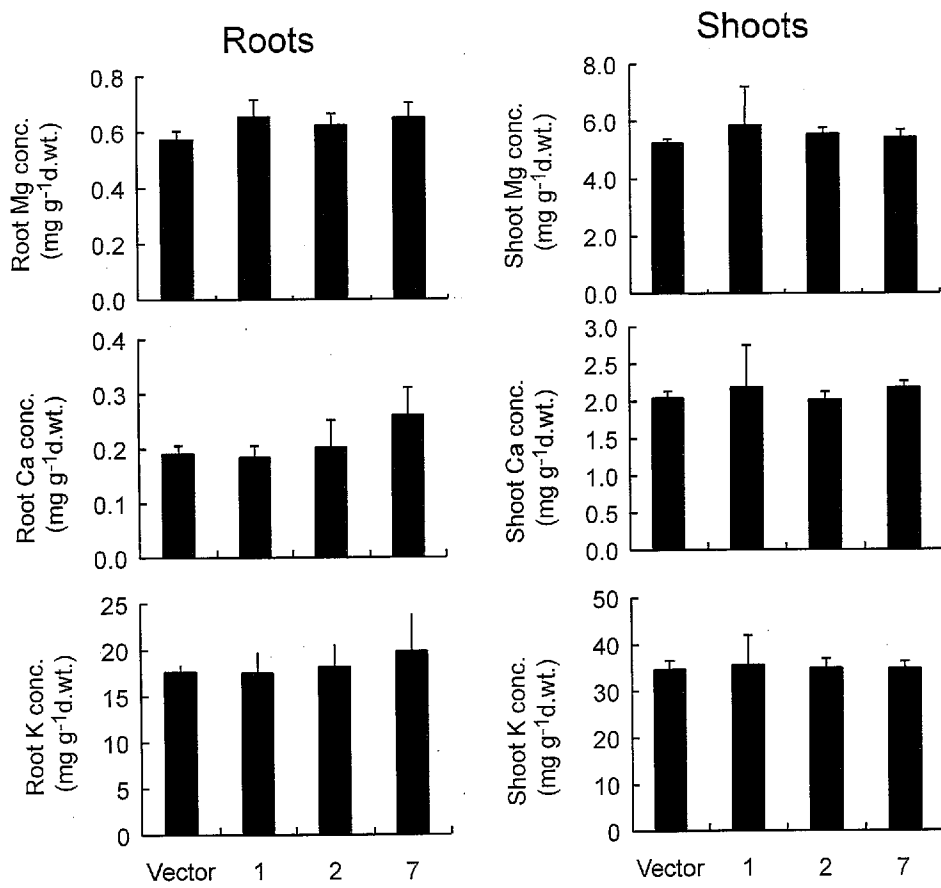 Roots
Root Mg conc.
(mg g⁻¹d.wt.)
0.8
0.6
0.4
0.2
0.0
Shoots
Shoot Mg conc.
(mg g⁻¹d.wt.)
8.0
6.0
4.0
2.0
0.0
Root Ca conc.
(mg g⁻¹d.wt.)
0.4
0.3
0.2
0.1
0.0
Shoot Ca conc.
(mg g⁻¹d.wt.)
3.0
2.5
2.0
1.5
1.0
0.5
0.0
Root K conc.
(mg g⁻¹d.wt.)
25
20
15
10
5
0
Vector 1 2 7
Shoot K conc.
(mg g⁻¹d.wt.)
50
40
30
20
10
0
Vector 1 2 7